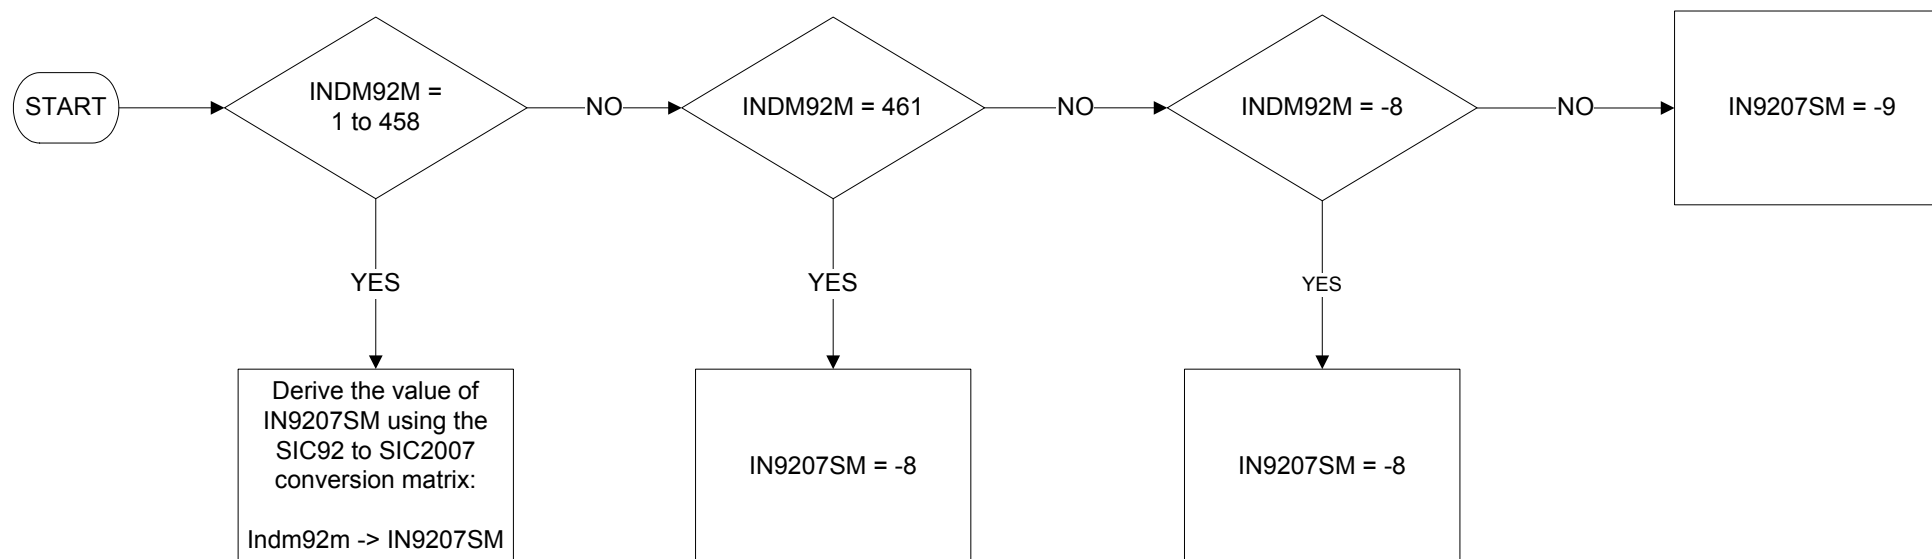 START
INDM92M =
1 to 458
NO
INDM92M = 461
NO
INDM92M = -8
NO
IN9207SM = -9
YES
YES
YES
Derive the value of
IN9207SM using the
SIC92 to SIC2007
conversion matrix:
Indm92m -> IN9207SM
IN9207SM = -8
IN9207SM = -8